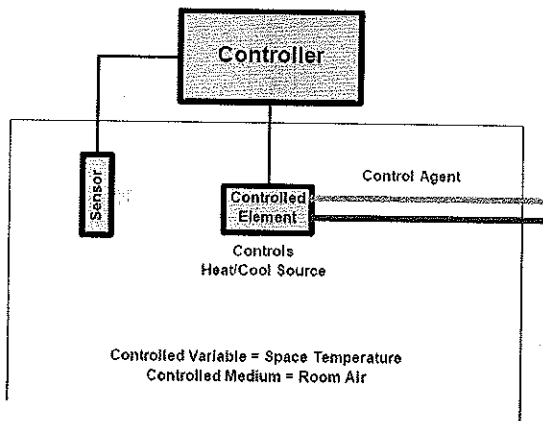 Controller
Sensor
Controlled
Element
Control Agent
Controls
Heat/Cool Source
Controlled Variable = Space Temperature
Controlled Medium = Room Air